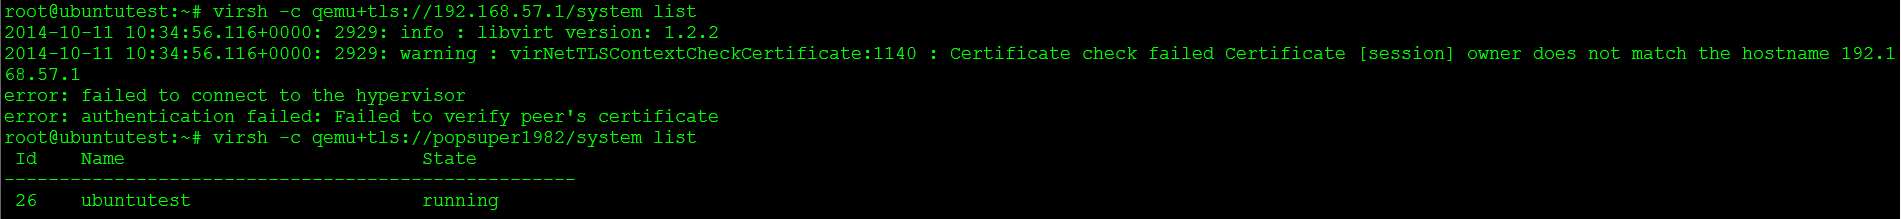 root@ubuntutest:~# virsh -c qemu+tls://192.168.57.1/system list
2014-10-11 10:34:56.116+0000: 2929: info : libvirt version: 1.2.2
2014-10-11 10:34:56.116+0000: 2929: warning : virNetTLSContextCheckCertificate:1140 : Certificate check failed Certificate [session] owner does not match the hostname 192.1
68.57.1
error: failed to connect to the hypervisor
error: authentication failed: Failed to verify peer's certificate
root@ubuntutest:~# virsh -c qemu+tls://popsuper1982/system list
 Id    Name                           State
----------------------------------------------------
 26    ubuntutest                     running